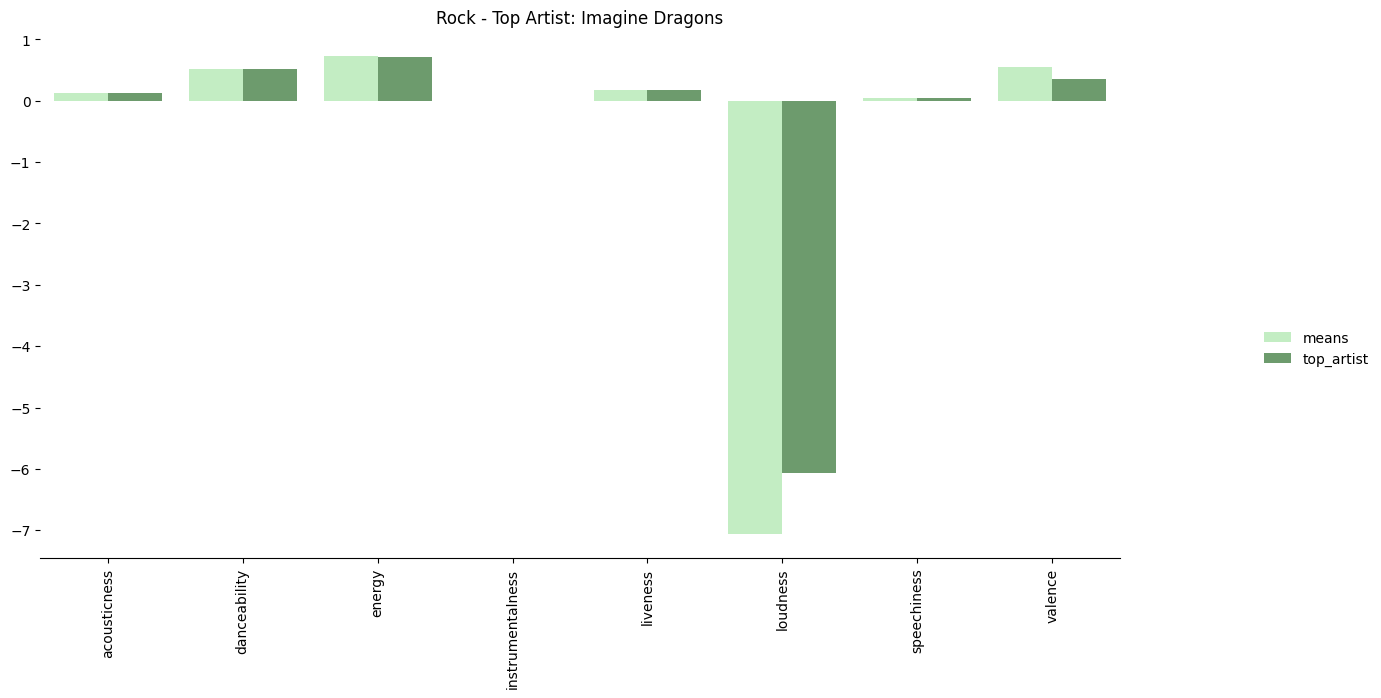 Rock - Top Artist: Imagine Dragons
1
0
−1
−2
−3
−4
−5
−6
−7
acousticness
danceability
energy
instrumentalness
liveness
loudness
speechiness
valence
means
top_artist